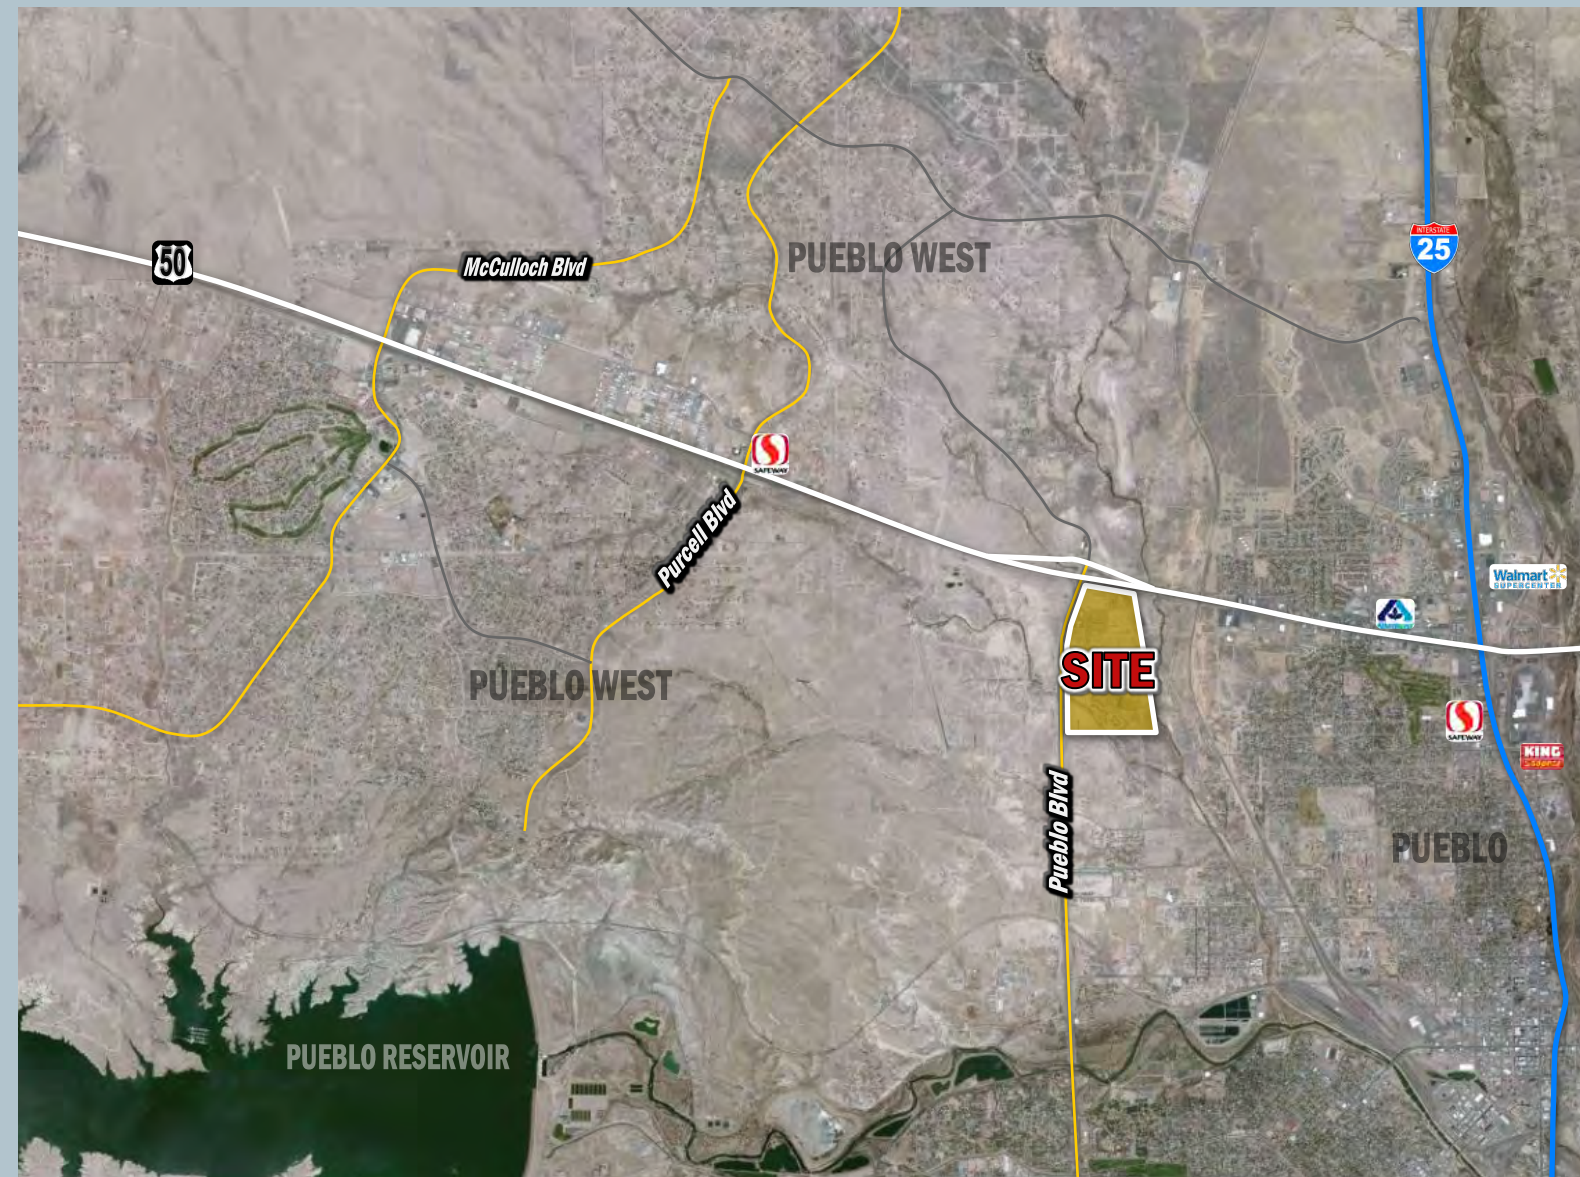 INTERSTATE
25
50
McCulloch Blvd
PUEBLO WEST
SAFEWAY
Purcell Blvd
Walmart
SUPERCENTER
SITE
PUEBLO WEST
SAFEWAY
KING
Soopers
Pueblo Blvd
PUEBLO
PUEBLO RESERVOIR